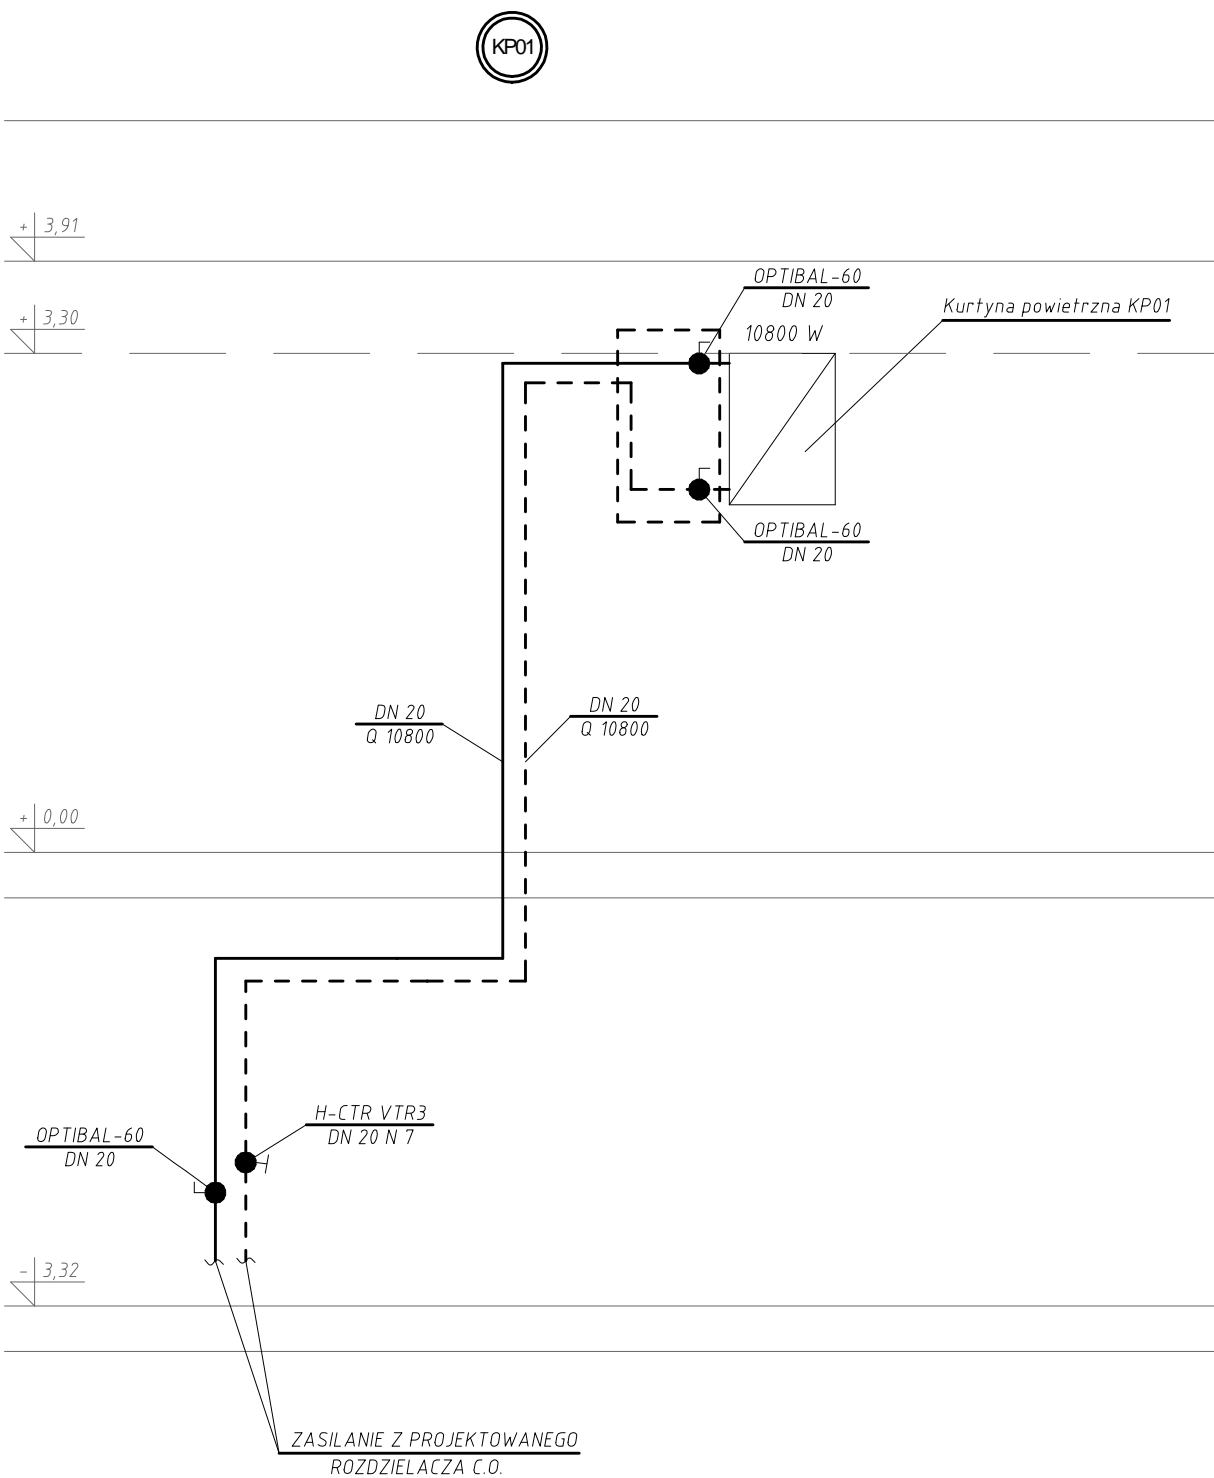 KP01
+ 3,91
OPTIBAL-60
DN 20
Kurtyna powietrzna KP01
+ 3,30
10800 W
OPTIBAL-60
DN 20
DN 20
Q 10800
DN 20
Q 10800
+ 0,00
H-CTR VTR3
DN 20 N 7
OPTIBAL-60
DN 20
- 3,32
ZASILANIE Z PROJEKTOWANEGO
ROZDZIELACZA C.O.